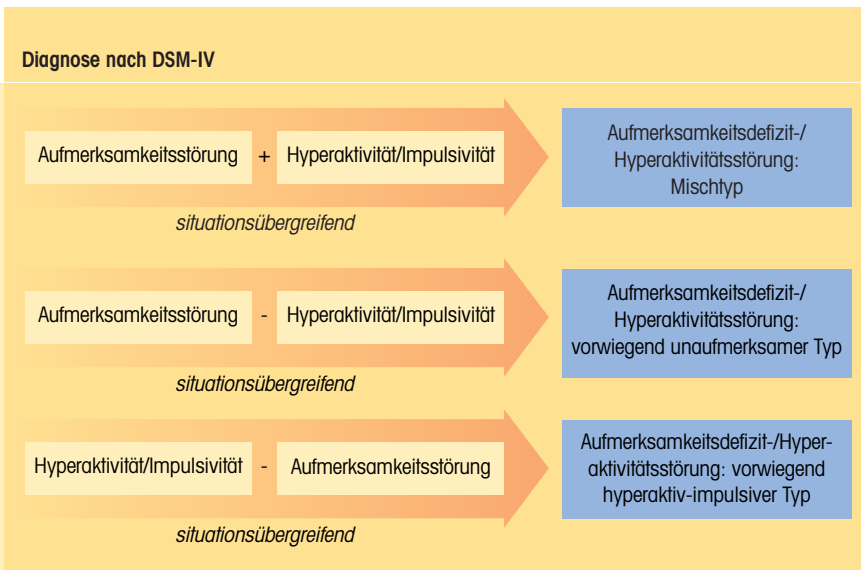 Diagnose nach DSM-IV
Aufmerksamkeitsstörung + Hyperaktivität/Impulsivität
situationsübergreifend
Aufmerksamkeitsdefizit-/
Hyperaktivitätsstörung:
Mischtyp
Aufmerksamkeitsstörung - Hyperaktivität/Impulsivität
situationsübergreifend
Aufmerksamkeitsdefizit-/
Hyperaktivitätsstörung:
vorwiegend unaufmerksamer Typ
Hyperaktivität/Impulsivität - Aufmerksamkeitsstörung
situationsübergreifend
Aufmerksamkeitsdefizit-/Hyper-
aktivitätsstörung: vorwiegend
hyperaktiv-impulsiver Typ